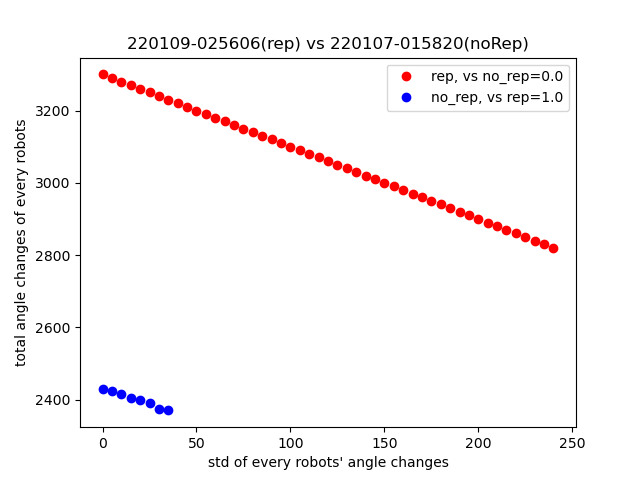 220109-025606(rep) vs 220107-015820(noRep)
rep, vs no_rep=0.0
no_rep, vs rep=1.0
total angle changes of every robots
3200
3000
2800
2600
2400
0 50 100 150 200 250
std of every robots' angle changes